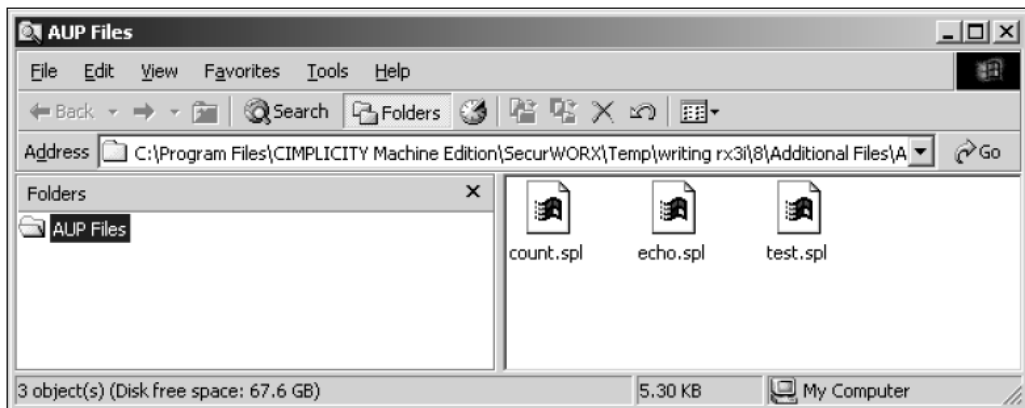 AUP Files
File Edit View Favorites Tools Help
Back Search Folders
Address C:\Program Files\CIMPLICITY Machine Edition\SecurWORX\Temp\writing rx3i\8\Additional Files\A Go
Folders
AUP Files
count.spl echo.spl test.spl
3 object(s) (Disk free space: 67.6 GB) 5.30 KB My Computer